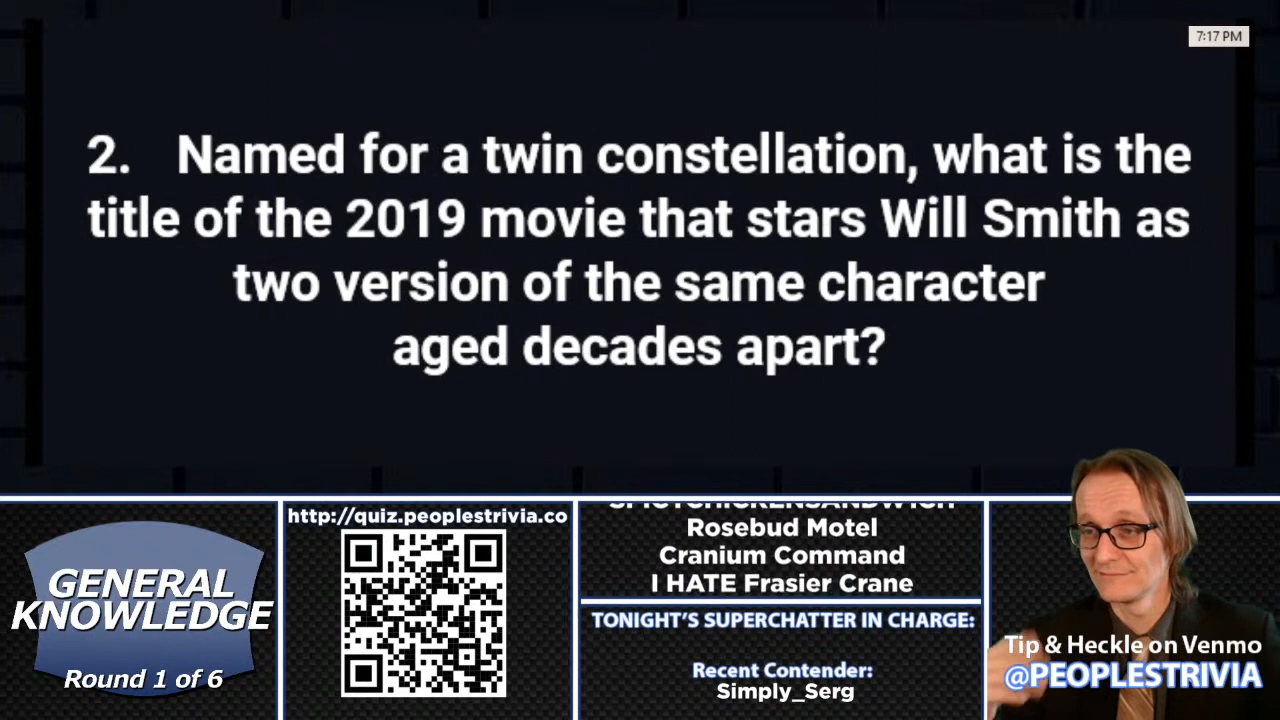 7:17 PM
2. Named for a twin constellation, what is the
title of the 2019 movie that stars Will Smith as
two version of the same character
aged decades apart?
GENERAL
KNOWLEDGE
Round 1 of 6
http://quiz.peoplestrivia.co
SPICYCHICKENSANDWICH
Rosebud Motel
Cranium Command
I HATE Frasier Crane
TONIGHT'S SUPERCHATTER IN CHARGE:
Recent Contender:
Simply_Serg
Tip & Heckle on Venmo
@PEOPLESTRIVIA